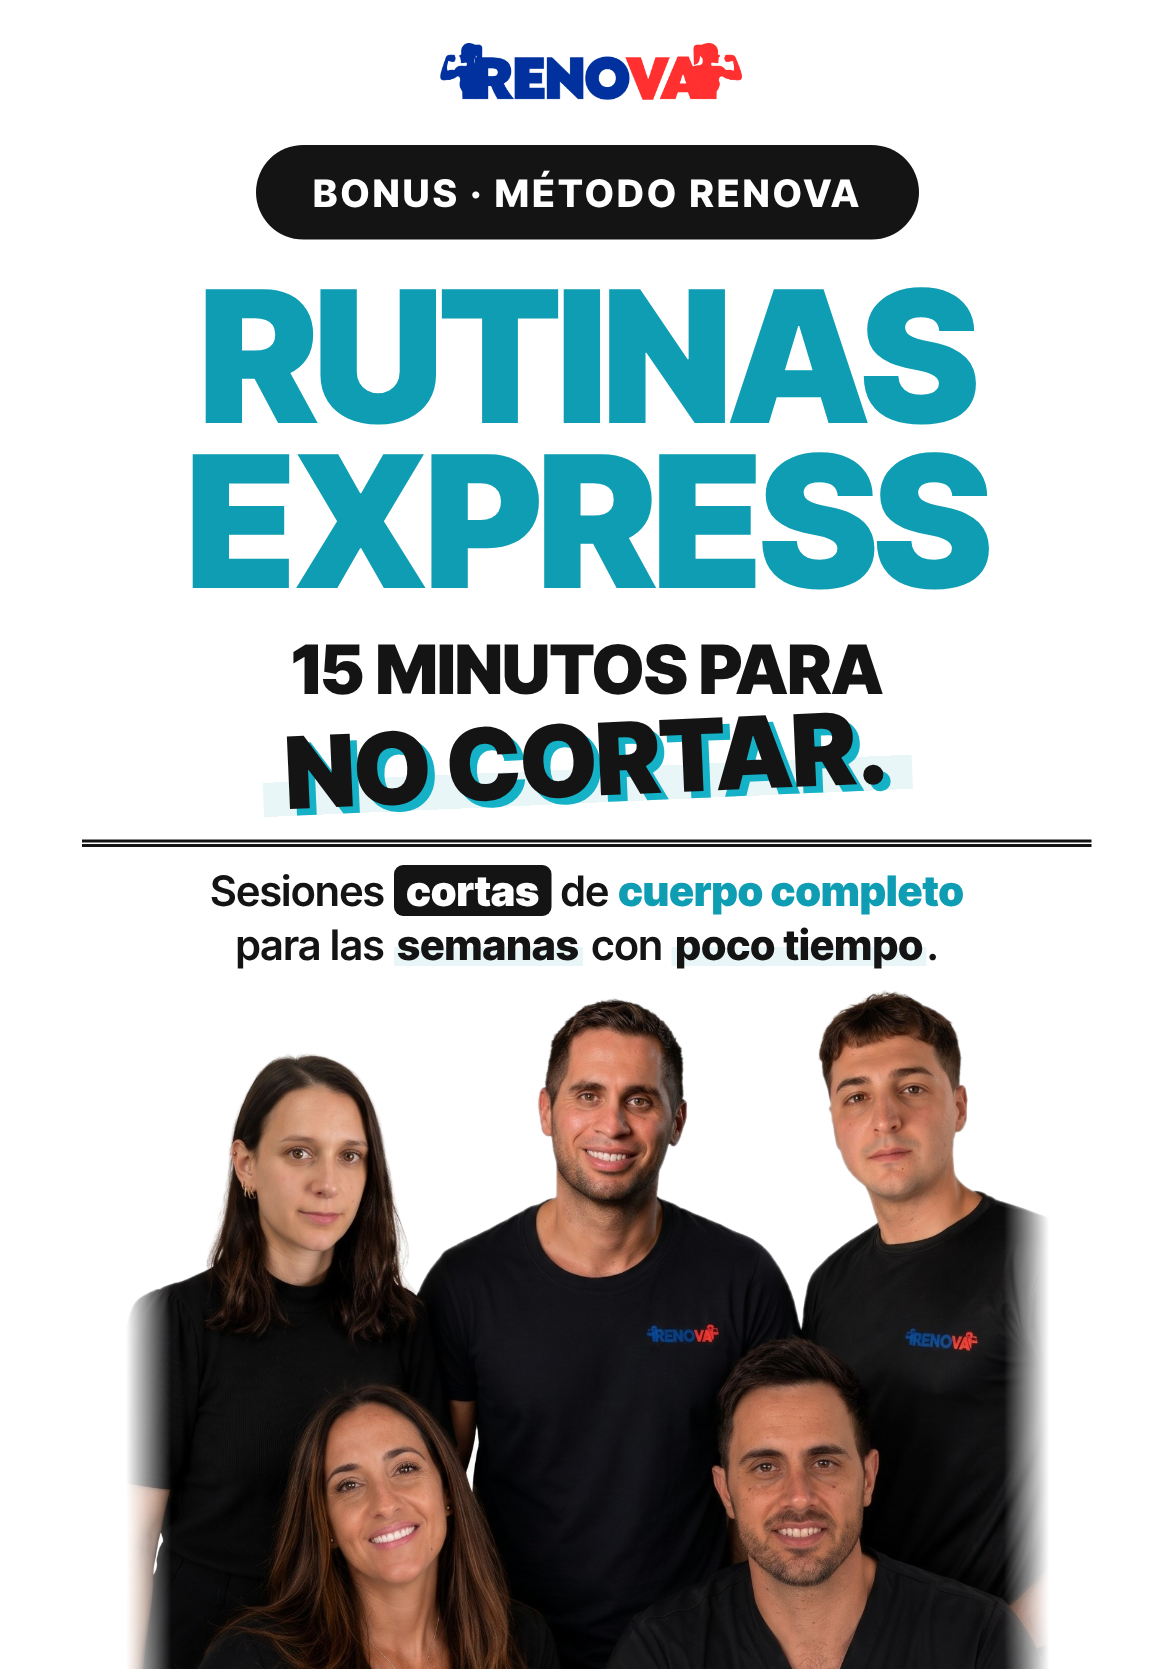 RENOVA
BONUS · MÉTODO RENOVA
RUTINAS
EXPRESS
15 MINUTOS PARA
NO CORTAR.
Sesiones cortas de cuerpo completo
para las semanas con poco tiempo.
RENOVA
RENOVA